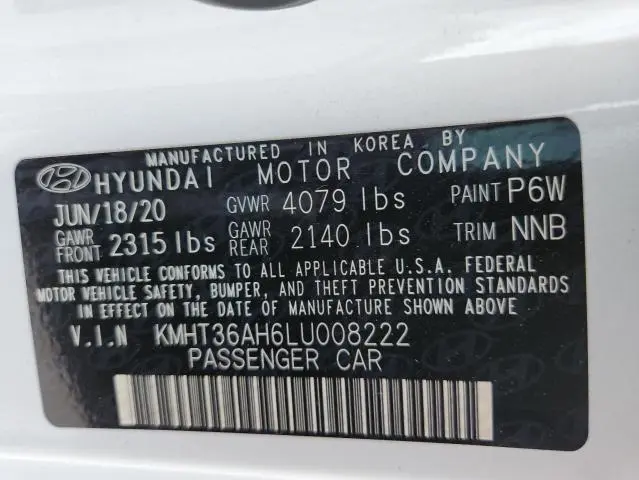 MANUFACTURED IN KOREA BY
HYUNDAI MOTOR COMPANY
JUN/18/20 GVWR 4079 lbs PAINT P6W
GAWR FRONT 2315 lbs GAWR REAR 2140 lbs TRIM NNB
THIS VEHICLE CONFORMS TO ALL APPLICABLE U.S.A. FEDERAL
MOTOR VEHICLE SAFETY, BUMPER, AND THEFT PREVENTION STANDARDS
IN EFFECT ON THE DATE OF MANUFACTURE SHOWN ABOVE
V.I.N KMHT36AH6LU008222
PASSENGER CAR